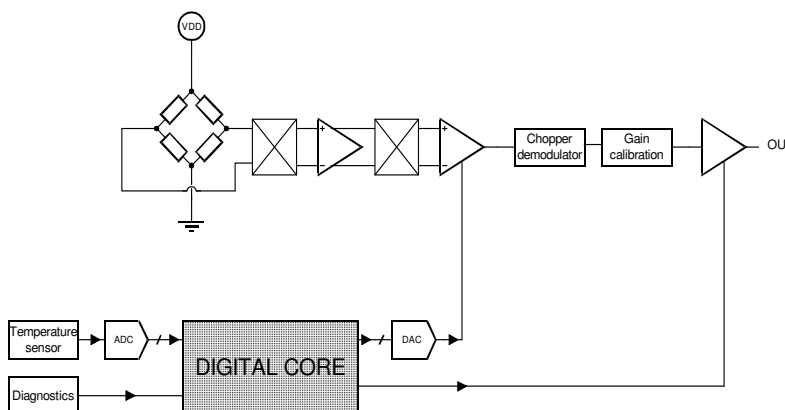 VDD
+
−
+
−
Chopper
demodulator
Gain
calibration
OU
Temperature
sensor
ADC
DIGITAL CORE
DAC
Diagnostics